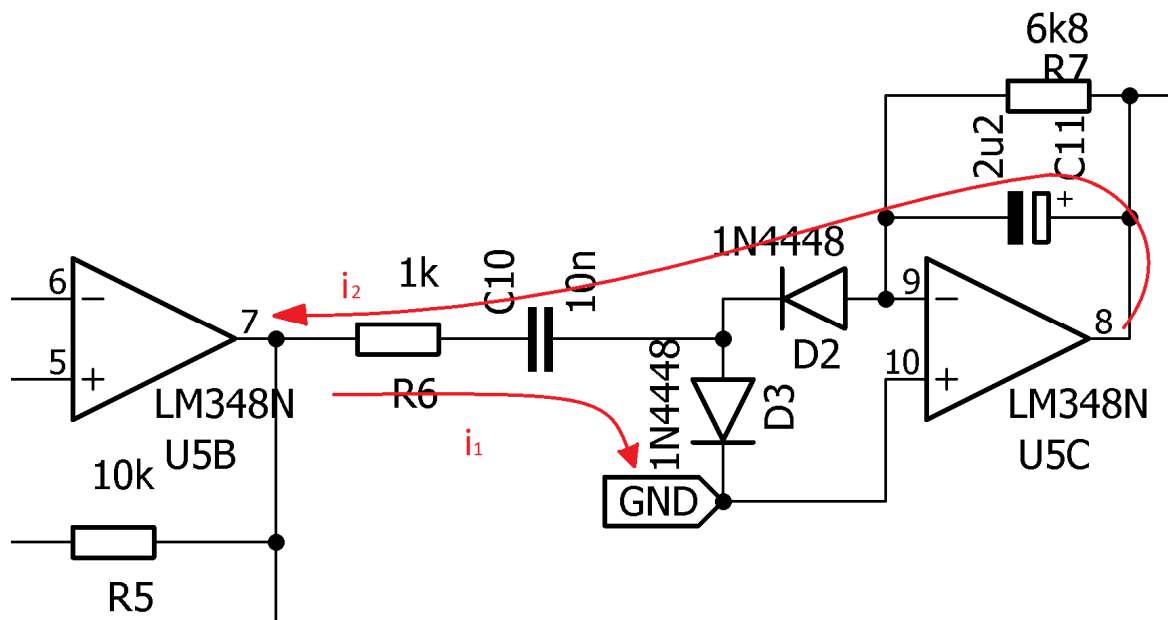 6k8
R7
2u2
C11
+
1N4448
C10
10n
1k
i₂
6
−
7
9
−
8
5
+
10
+
D2
R6
1N4448
D3
LM348N
U5B
LM348N
U5C
i₁
10k
GND
R5